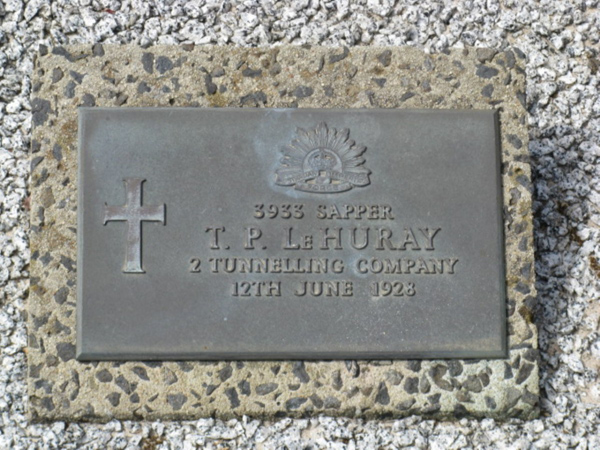 3933 SAPPER
T. P. LeHURAY
2 TUNNELLING COMPANY
12TH JUNE 1928